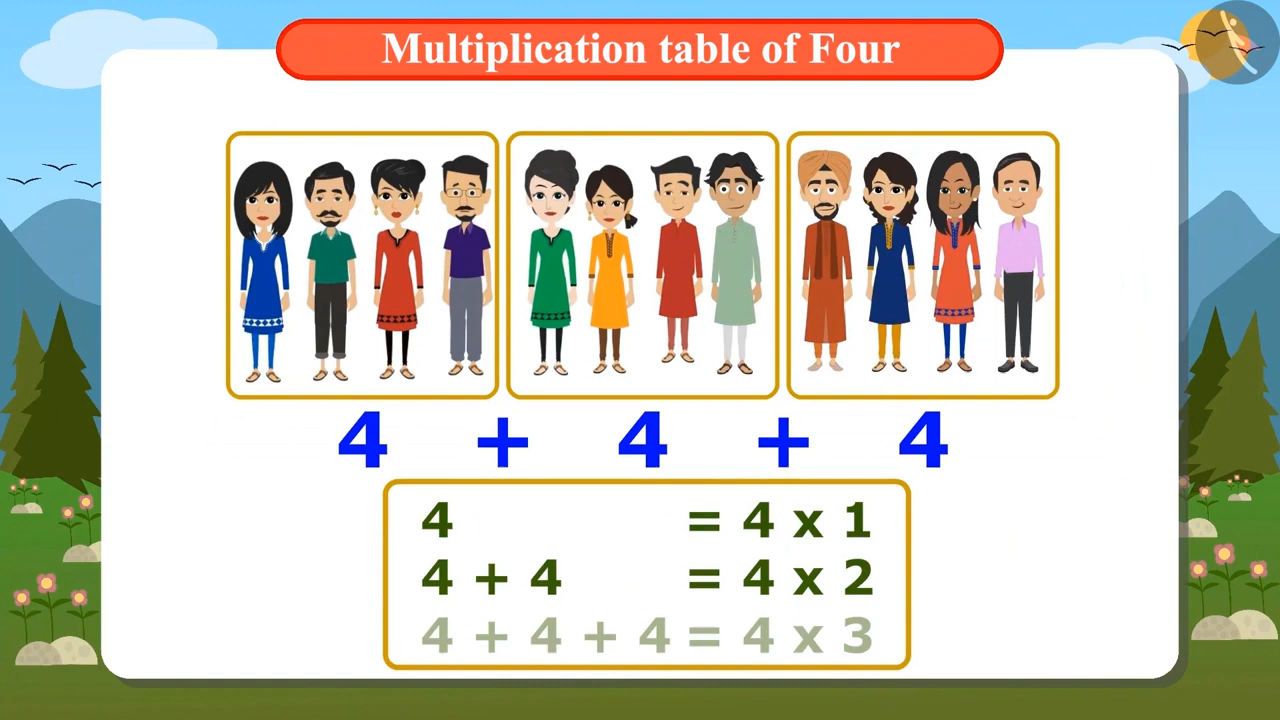 Multiplication table of Four
4 + 4 + 4
4 = 4 x 1
4 + 4 = 4 x 2
4 + 4 + 4 = 4 x 3